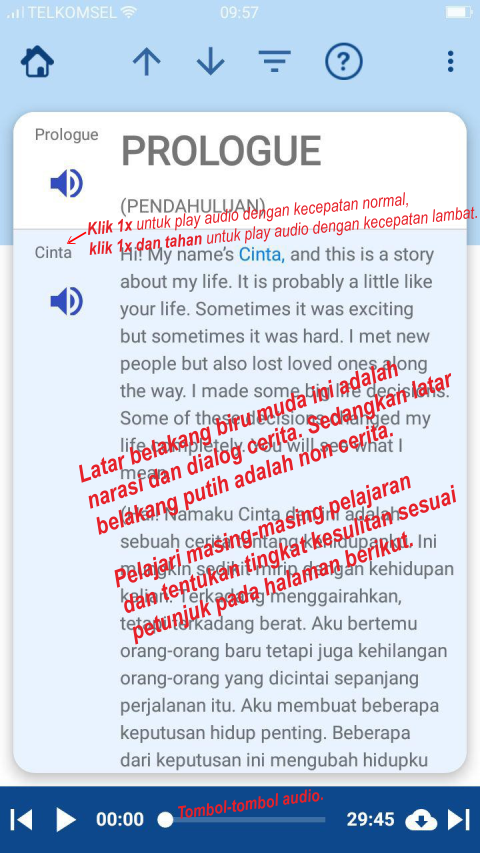 TELKOMSEL 09:57
?
Prologue
PROLOGUE
(PENDAHULUAN)
Klik 1x untuk play audio dengan kecepatan normal,
klik 1x dan tahan untuk play audio dengan kecepatan lambat.
Cinta
Hi! My name's Cinta, and this is a story
about my life. It is probably a little like
your life. Sometimes it was exciting
but sometimes it was hard. I met new
people but also lost loved ones along
the way. I made some big life decisions.
Some of these decisions changed my
life completely. You will see what I
mean.
Latar belakang biru muda ini adalah
narasi dan dialog cerita. Sedangkan latar
belakang putih adalah non cerita.
(Hai! Namaku Cinta dan ini adalah
sebuah cerita tentang kehidupanku. Ini
mungkin sedikit mirip dengan kehidupan
kalian. Terkadang menggairahkan,
tetapi terkadang berat. Aku bertemu
orang-orang baru tetapi juga kehilangan
orang-orang yang dicintai sepanjang
perjalanan itu. Aku membuat beberapa
keputusan hidup penting. Beberapa
dari keputusan ini mengubah hidupku
Pelajari masing-masing pelajaran
dan tentukan tingkat kesulitan sesuai
petunjuk pada halaman berikut.
Tombol-tombol audio.
00:00 29:45